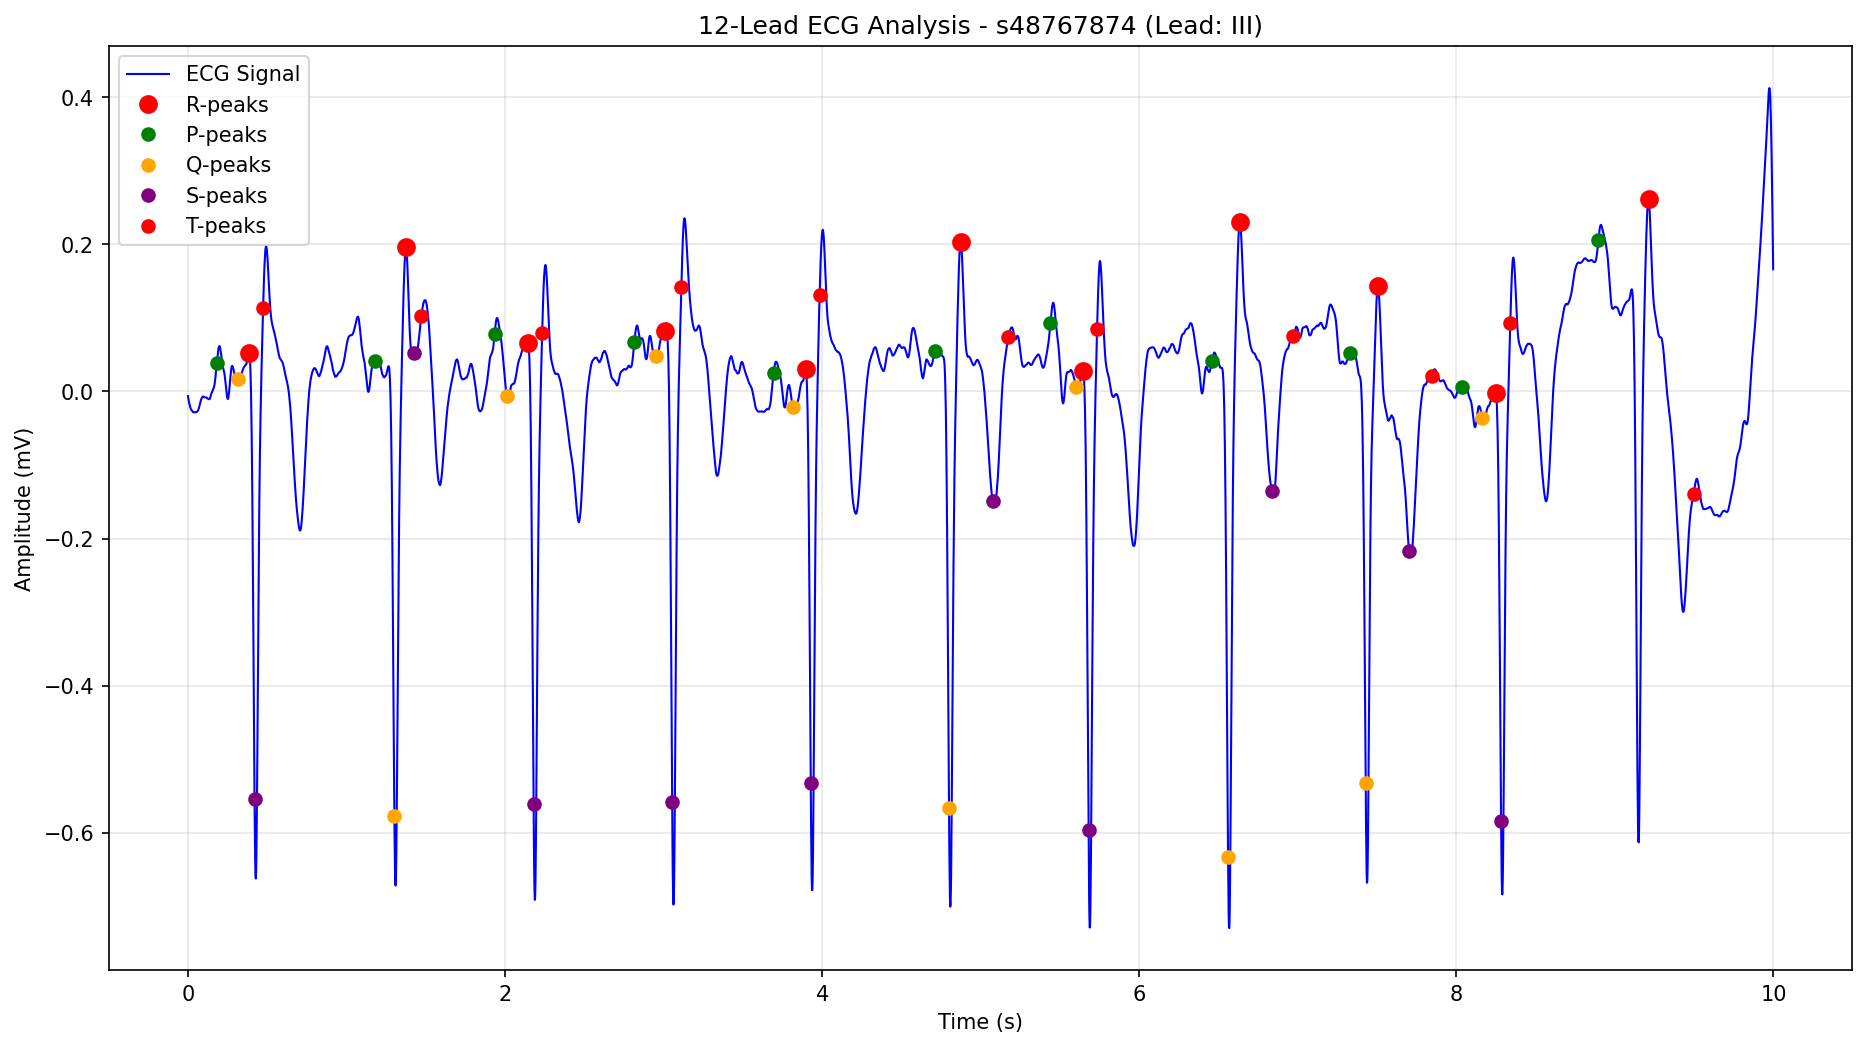 12-Lead ECG Analysis - s48767874 (Lead: III)
ECG Signal
R-peaks
P-peaks
Q-peaks
S-peaks
T-peaks
0.4
0.2
0.0
−0.2
−0.4
−0.6
Amplitude (mV)
0 2 4 6 8 10
Time (s)